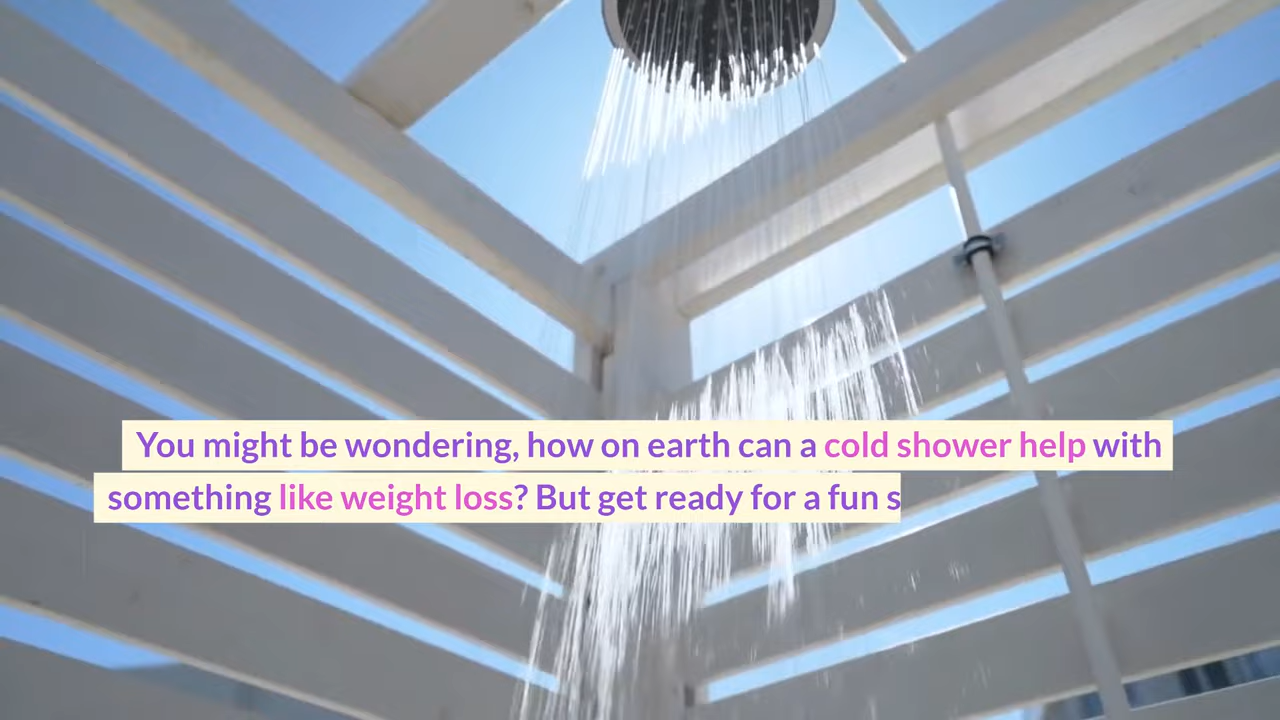 You might be wondering, how on earth can a cold shower help with
something like weight loss? But get ready for a fun s